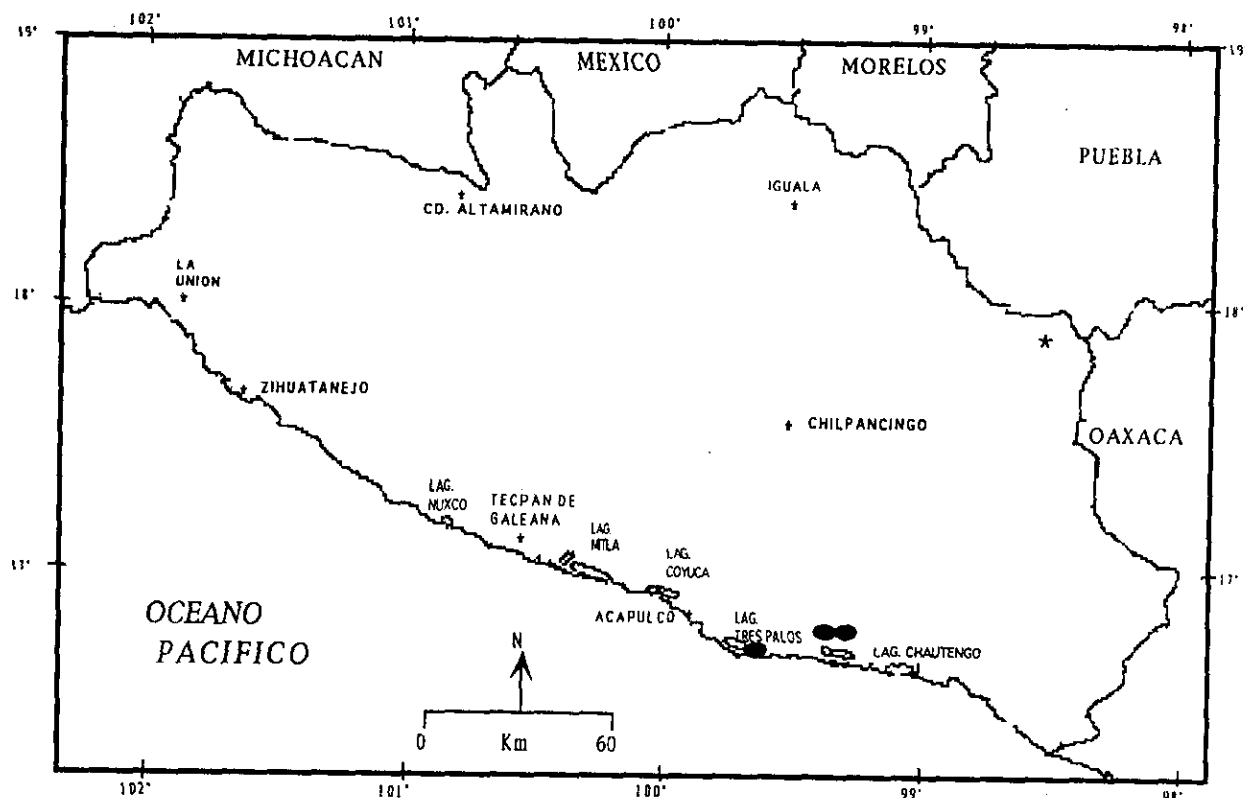 102° 101° 100° 99° 98°
19°
MICHOACAN MEXICO MORELOS
PUEBLA
IGUALA
CD. ALTAMIRANO
LA
UNION
18° 18°
ZIHUATANEJO
CHILPANCINGO
OAXACA
LAG.
NUXCO
TECPAN DE
GALEANA
LAG.
MITLA
LAG.
COYUCA
17°
ACAPULCO
LAG.
TRES PALOS
LAG. CHAUTENGO
OCEANO
PACIFICO
N
0 Km 60
102° 101° 100° 99° 98°